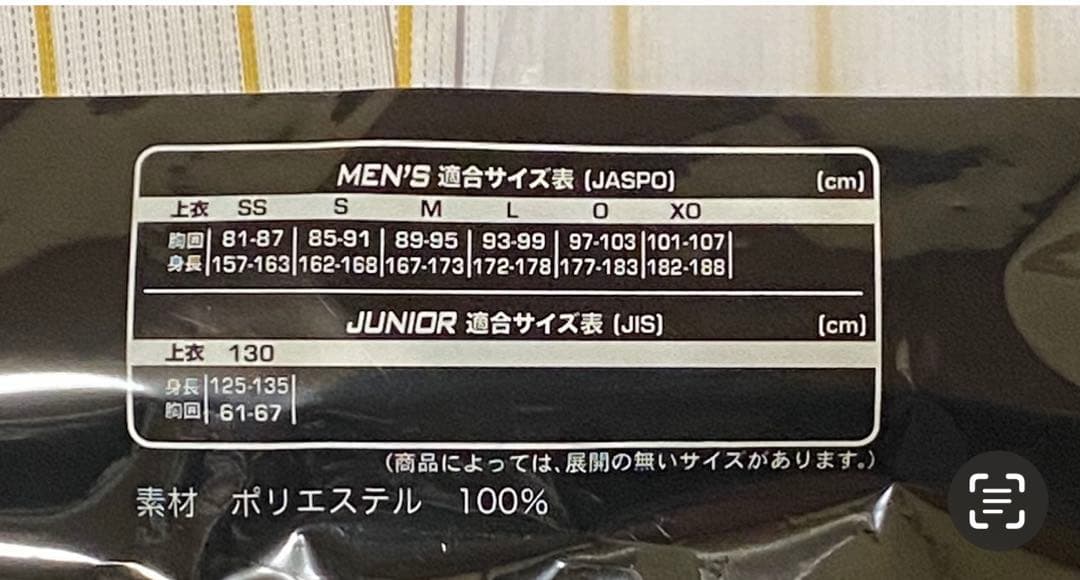 MEN'S 適合サイズ表 (JASPO) (cm)
上衣 SS S M L O XO
胸囲 81-87 85-91 89-95 93-99 97-103 101-107
身長 157-163 162-168 167-173 172-178 177-183 182-188
JUNIOR 適合サイズ表 (JIS) (cm)
上衣 130
身長 125-135
胸囲 61-67
(商品によっては、展開の無いサイズがあります。)
素材 ポリエステル 100%